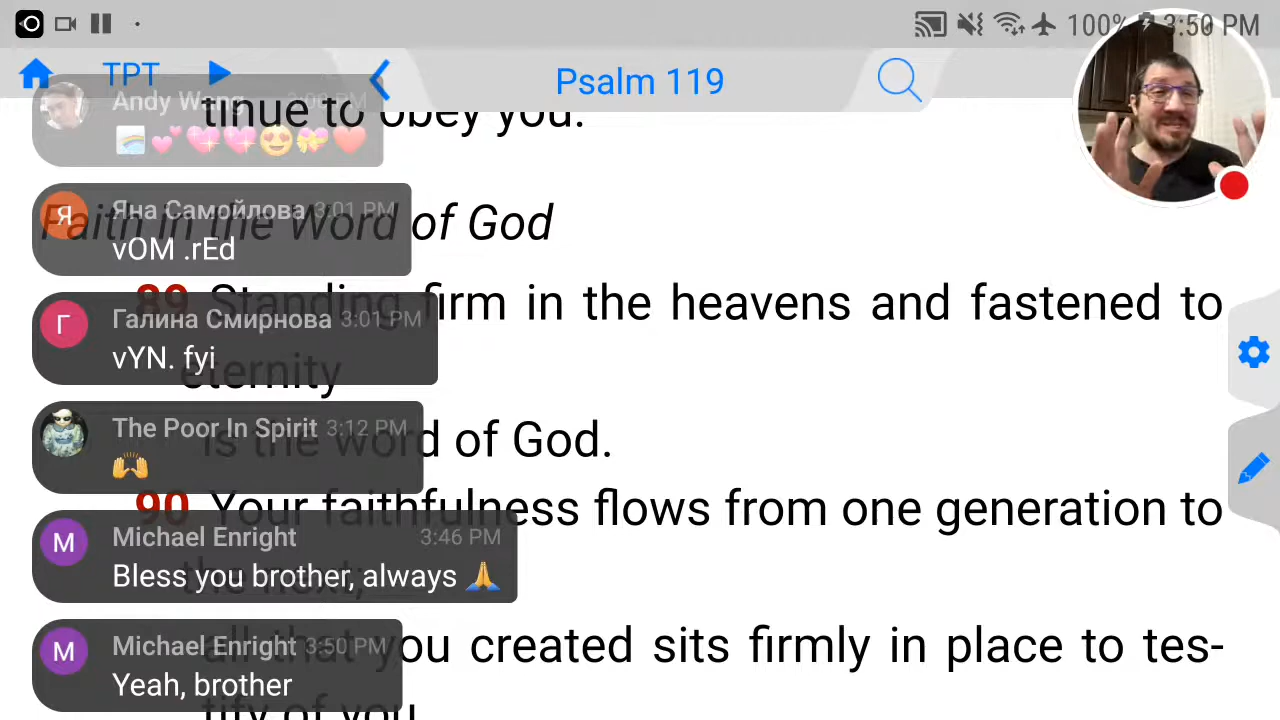 100% 3:50 PM
TPT Psalm 119
Andy Wang 3:00 PM
tinue to obey you.
Яна Самойлова 3:01 PM
vOM .rEd
Faith in the Word of God
89 Standing firm in the heavens and fastened to
Галина Смирнова 3:01 PM
vYN. fyi
eternity
The Poor In Spirit 3:12 PM
🙌
is the word of God.
90 Your faithfulness flows from one generation to
Michael Enright 3:46 PM
Bless you brother, always 🙏
the next;
Michael Enright 3:50 PM
Yeah, brother
all that you created sits firmly in place to tes-
tify of you.